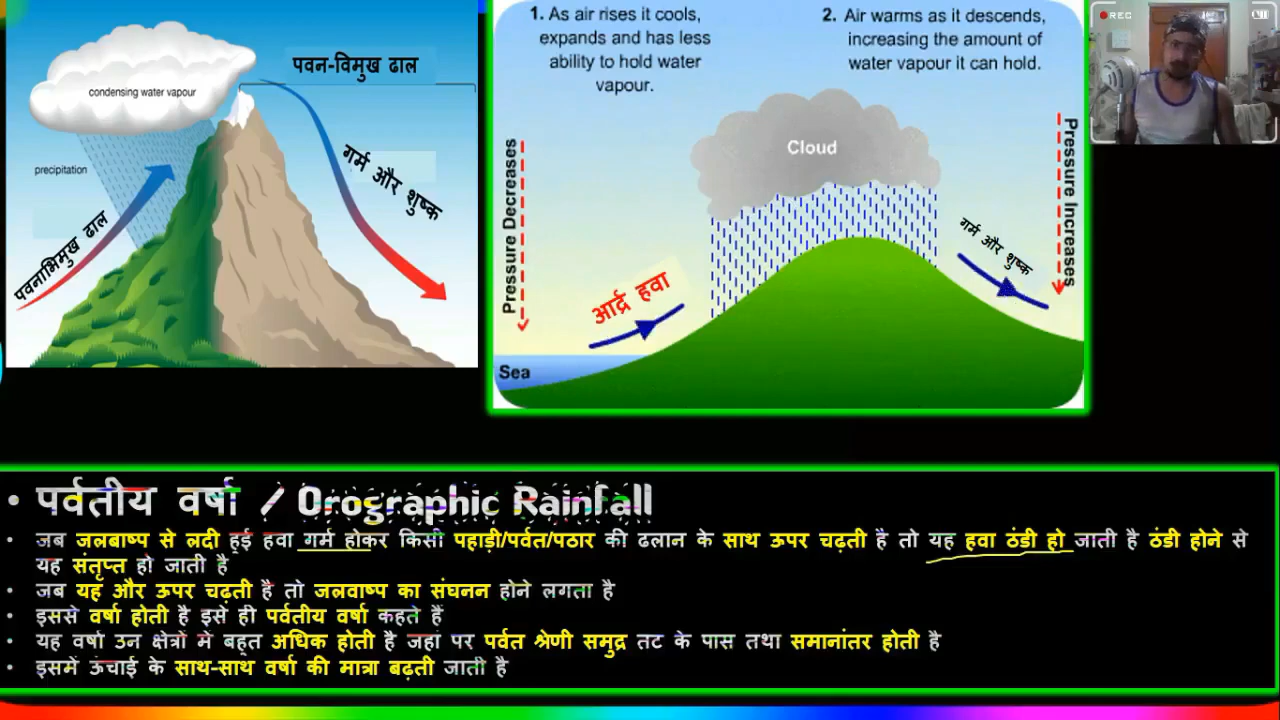 condensing water vapour
precipitation
पवनाभिमुख ढाल
पवन-विमुख ढाल
गर्म और शुष्क
1. As air rises it cools,
expands and has less
ability to hold water
vapour.
2. Air warms as it descends,
increasing the amount of
water vapour it can hold.
Pressure Decreases
Cloud
आर्द्र हवा
गर्म और शुष्क
Pressure Increases
Sea
REC
• पर्वतीय वर्षा / Orographic Rainfall
• जब जलबाष्प से लदी हुई हवा गर्म होकर किसी पहाड़ी/पर्वत/पठार की ढलान के साथ ऊपर चढ़ती है तो यह हवा ठंडी हो जाती है ठंडी होने से
यह संतृप्त हो जाती है
• जब यह और ऊपर चढ़ती है तो जलवाष्प का संघनन होने लगता है
• इससे वर्षा होती है इसे ही पर्वतीय वर्षा कहते हैं
• यह वर्षा उन क्षेत्रों में बहुत अधिक होती है जहां पर पर्वत श्रेणी समुद्र तट के पास तथा समानांतर होती है
• इसमें ऊंचाई के साथ-साथ वर्षा की मात्रा बढ़ती जाती है